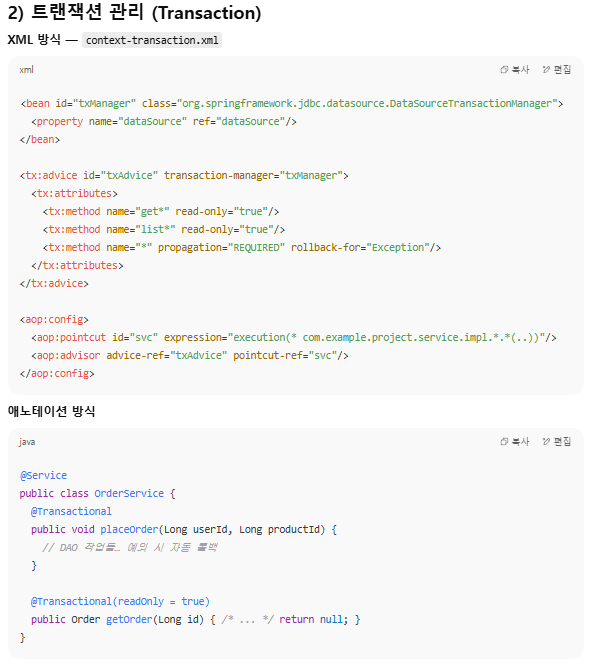 2) 트랜잭션 관리 (Transaction)
XML 방식 — context-transaction.xml
xml
복사 편집
<bean id="txManager" class="org.springframework.jdbc.datasource.DataSourceTransactionManager">
  <property name="dataSource" ref="dataSource"/>
</bean>
<tx:advice id="txAdvice" transaction-manager="txManager">
  <tx:attributes>
    <tx:method name="get*" read-only="true"/>
    <tx:method name="list*" read-only="true"/>
    <tx:method name="*" propagation="REQUIRED" rollback-for="Exception"/>
  </tx:attributes>
</tx:advice>
<aop:config>
  <aop:pointcut id="svc" expression="execution(* com.example.project.service.impl.*.*(..))"/>
  <aop:advisor advice-ref="txAdvice" pointcut-ref="svc"/>
</aop:config>
애노테이션 방식
java
복사 편집
@Service
public class OrderService {
  @Transactional
  public void placeOrder(Long userId, Long productId) {
    // DAO 작업들… 예외 시 자동 롤백
  }
  @Transactional(readOnly = true)
  public Order getOrder(Long id) { /* ... */ return null; }
}